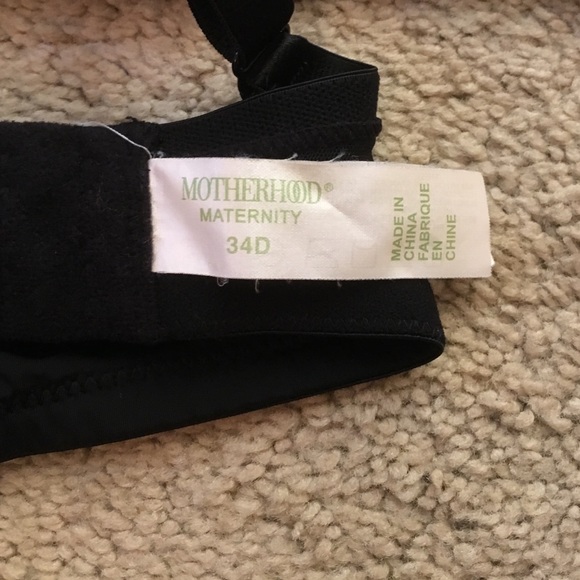 MOTHERHOOD®
MATERNITY
34D
MADE IN
CHINA
FABRIQUE
EN
CHINE